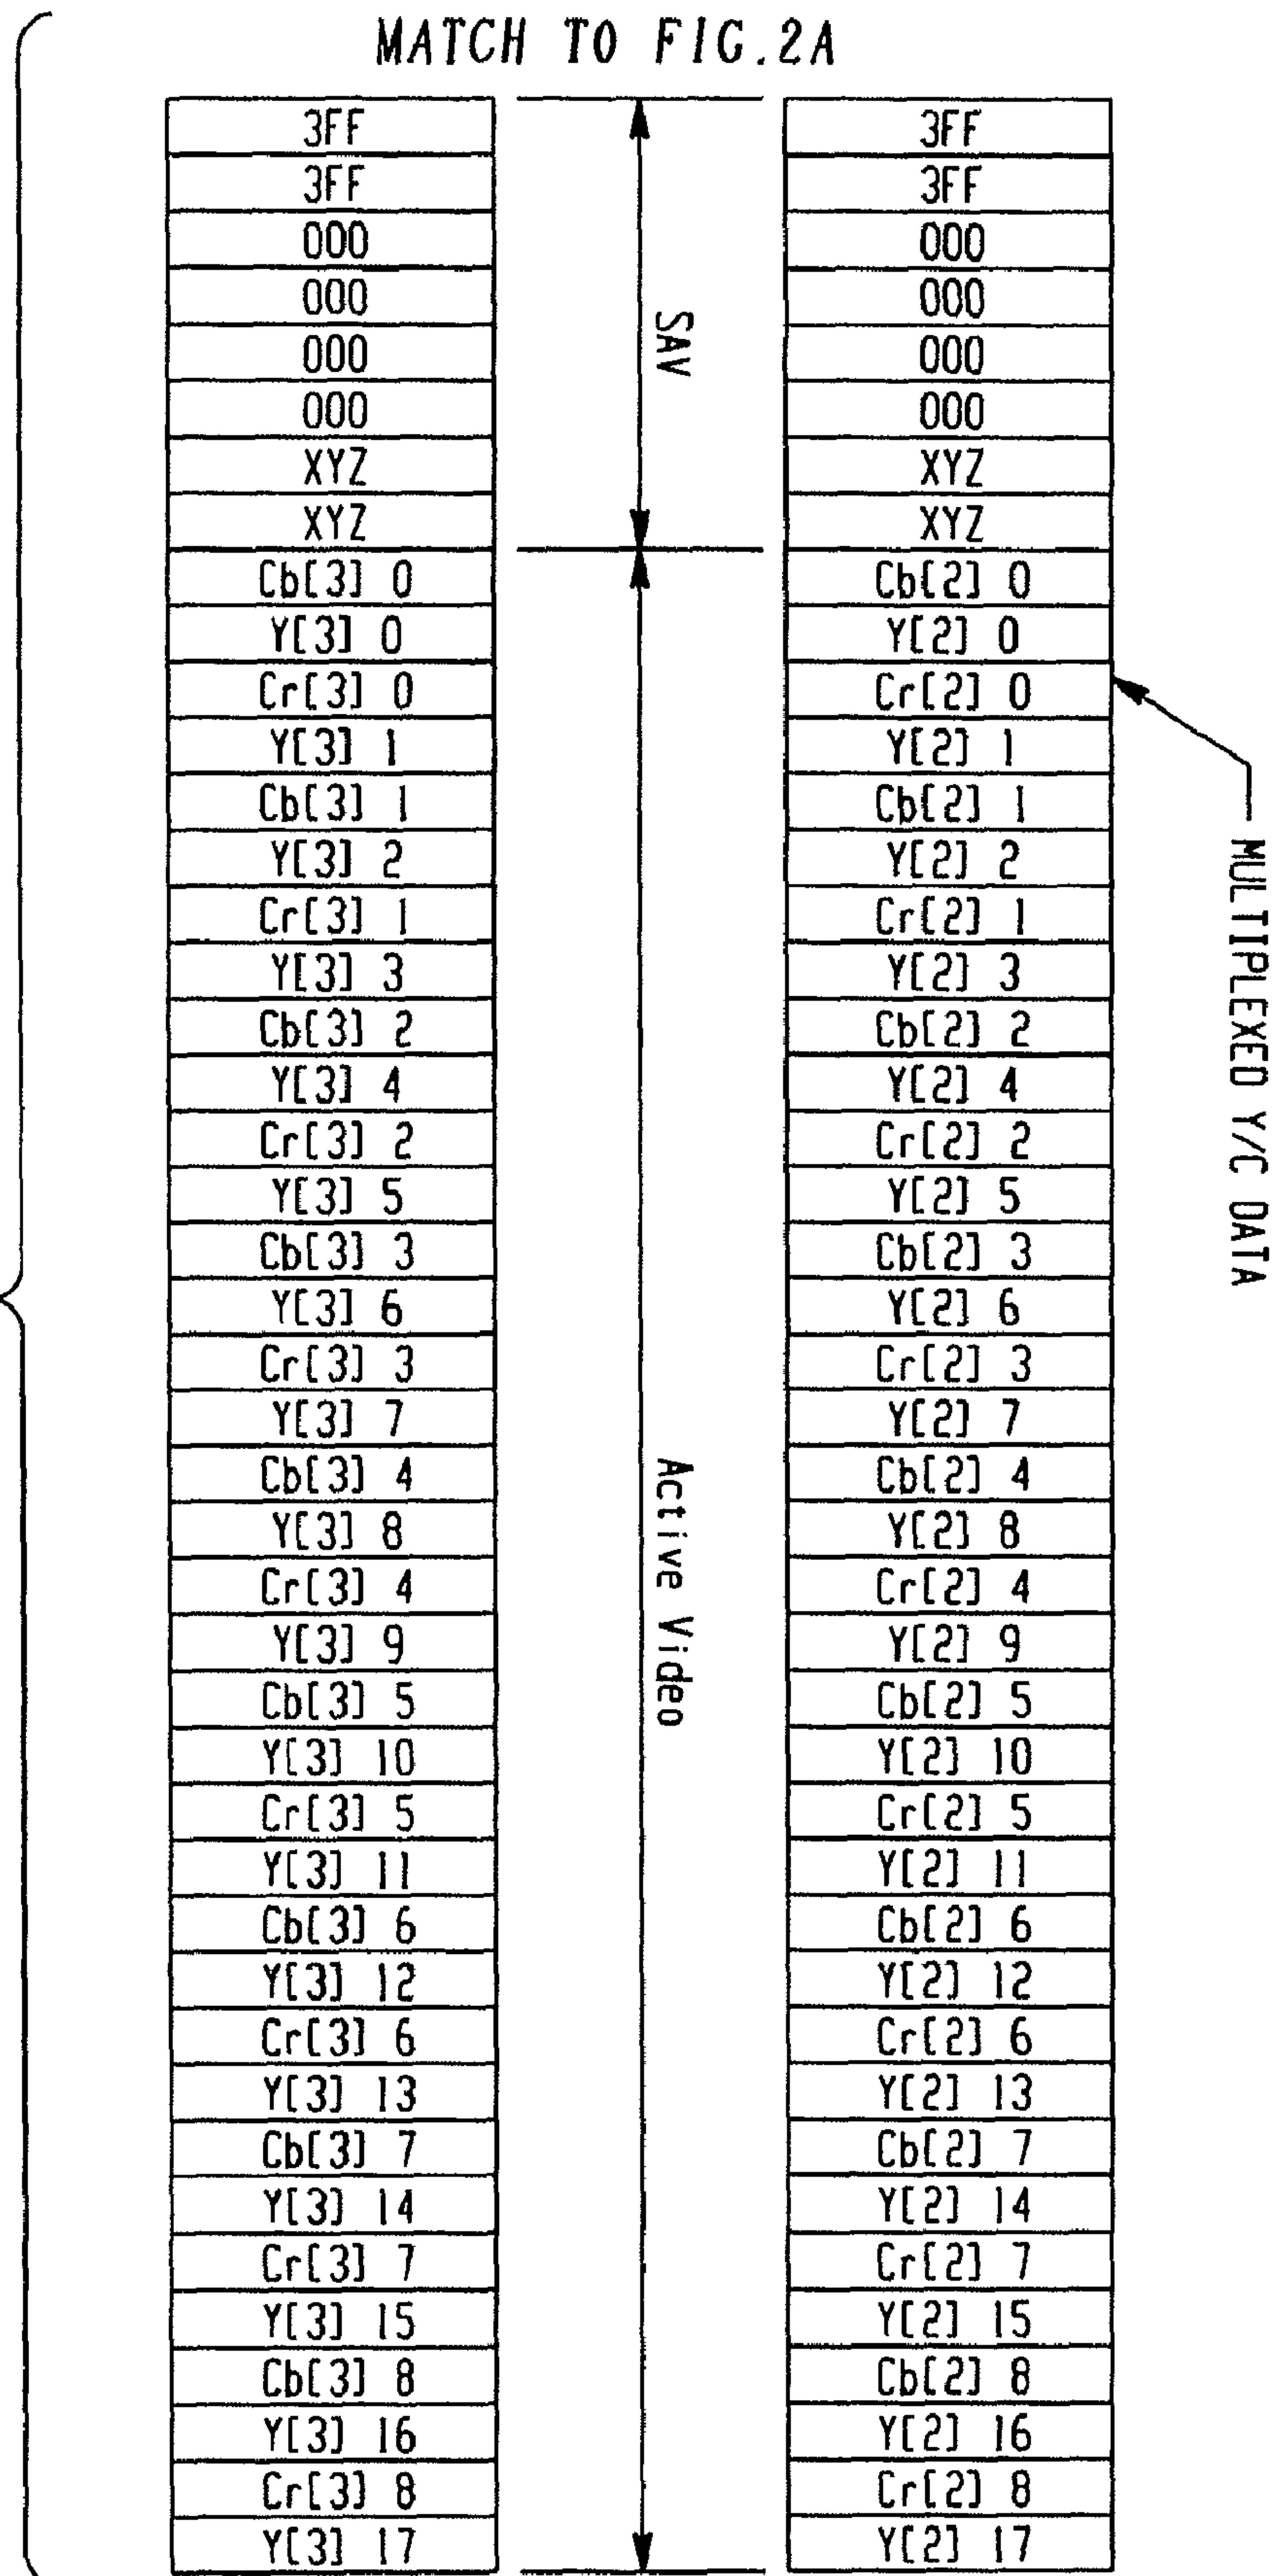 MATCH TO FIG.2A
3FF
3FF
000
000
000
000
XYZ
XYZ
Cb[3] 0
Y[3] 0
Cr[3] 0
Y[3] 1
Cb[3] 1
Y[3] 2
Cr[3] 1
Y[3] 3
Cb[3] 2
Y[3] 4
Cr[3] 2
Y[3] 5
Cb[3] 3
Y[3] 6
Cr[3] 3
Y[3] 7
Cb[3] 4
Y[3] 8
Cr[3] 4
Y[3] 9
Cb[3] 5
Y[3] 10
Cr[3] 5
Y[3] 11
Cb[3] 6
Y[3] 12
Cr[3] 6
Y[3] 13
Cb[3] 7
Y[3] 14
Cr[3] 7
Y[3] 15
Cb[3] 8
Y[3] 16
Cr[3] 8
Y[3] 17
SAV
Active Video
3FF
3FF
000
000
000
000
XYZ
XYZ
Cb[2] 0
Y[2] 0
Cr[2] 0
Y[2] 1
Cb[2] 1
Y[2] 2
Cr[2] 1
Y[2] 3
Cb[2] 2
Y[2] 4
Cr[2] 2
Y[2] 5
Cb[2] 3
Y[2] 6
Cr[2] 3
Y[2] 7
Cb[2] 4
Y[2] 8
Cr[2] 4
Y[2] 9
Cb[2] 5
Y[2] 10
Cr[2] 5
Y[2] 11
Cb[2] 6
Y[2] 12
Cr[2] 6
Y[2] 13
Cb[2] 7
Y[2] 14
Cr[2] 7
Y[2] 15
Cb[2] 8
Y[2] 16
Cr[2] 8
Y[2] 17
MULTIPLEXED Y/C DATA